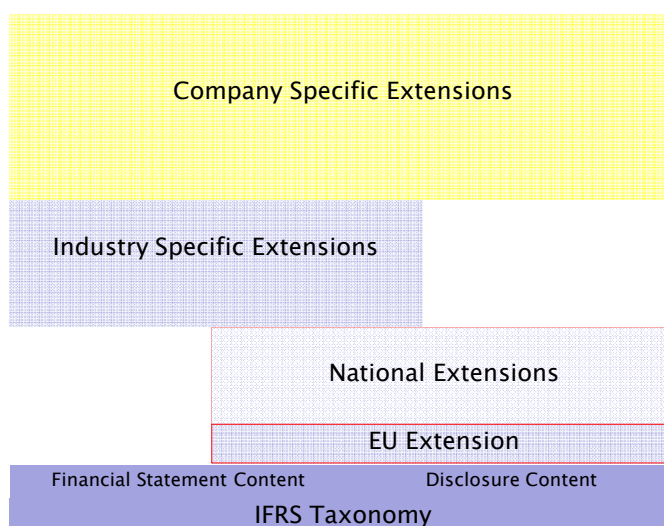 Company Specific Extensions
Industry Specific Extensions
National Extensions
EU Extension
Financial Statement Content Disclosure Content
IFRS Taxonomy